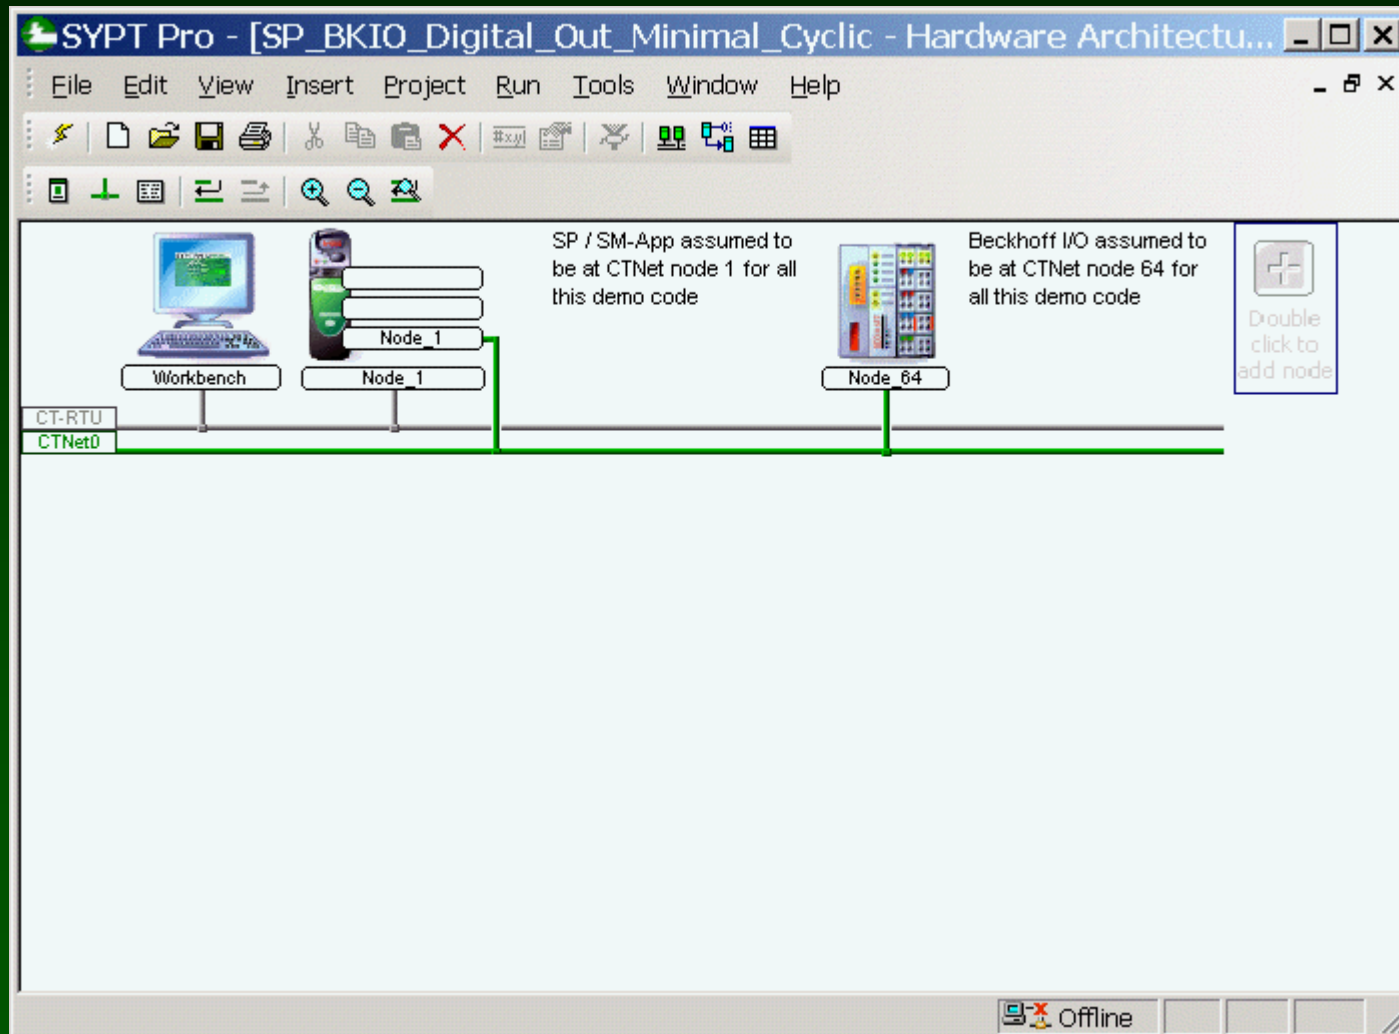 SYPT Pro - [SP_BKIO_Digital_Out_Minimal_Cyclic - Hardware Architectu...
File Edit View Insert Project Run Tools Window Help
#xyl
SP / SM-App assumed to
be at CTNet node 1 for all
this demo code
Beckhoff I/O assumed to
be at CTNet node 64 for
all this demo code
Double
click to
add node
Node_1
Workbench
Node_1
Node_64
CT-RTU
CTNet0
Offline